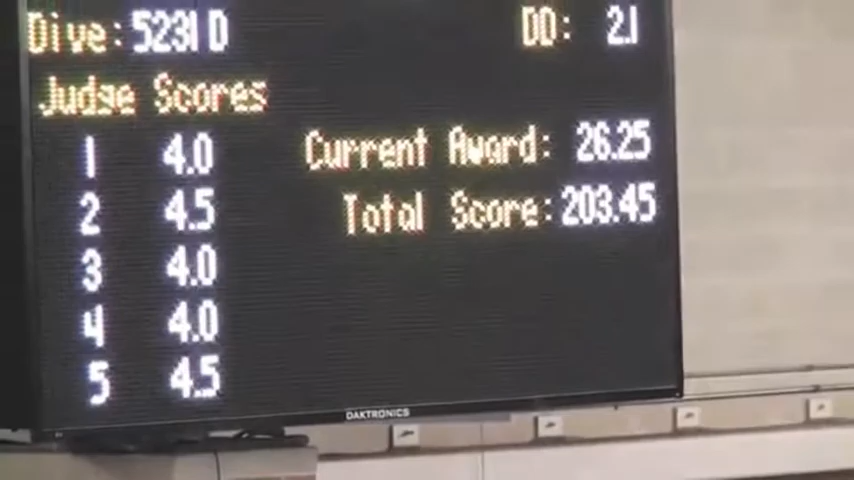 Dive: 5231D DD: 2.1
Judge Scores
1 4.0 Current Award: 26.25
2 4.5 Total Score: 203.45
3 4.0
4 4.0
5 4.5
DAKTRONICS